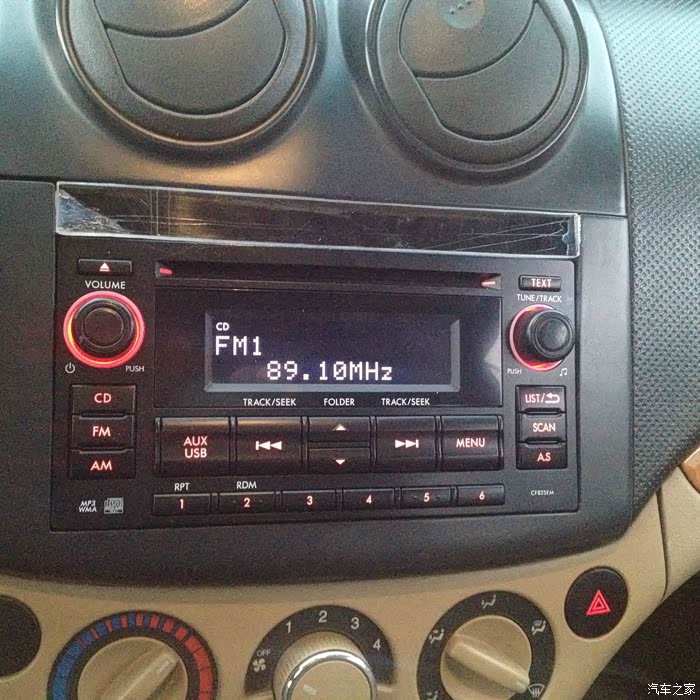 TEXT
VOLUME
TUNE/TRACK
CD
FM1
89.10MHz
PUSH
PUSH
TRACK/SEEK FOLDER TRACK/SEEK
CD
LIST/
FM
AUX
USB
MENU
SCAN
AM
A.S
RPT RDM
1 2 3 4 5 6
MP3
WMA
CF825EM
OFF 1 2 3 4
汽车之家